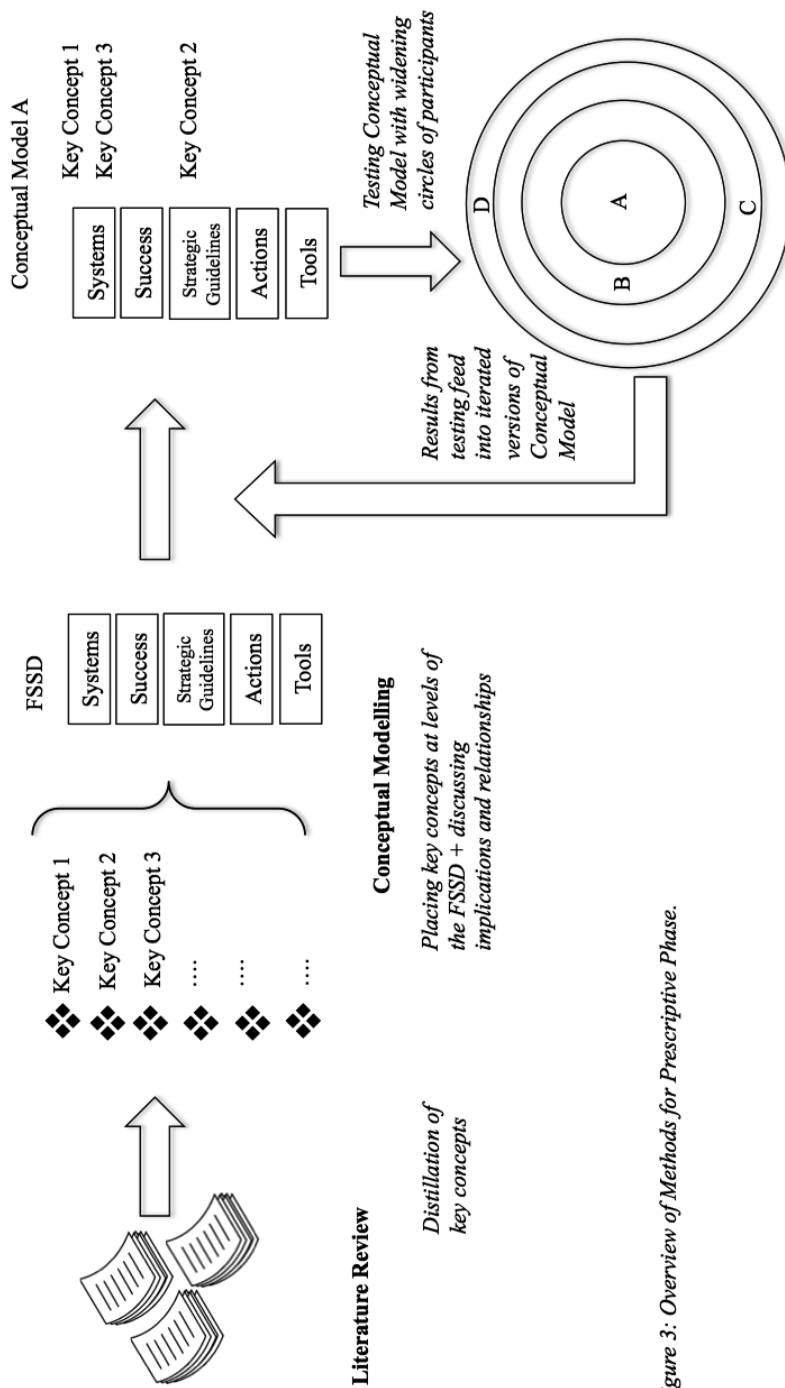 Literature Review
Distillation of
key concepts
Key Concept 1
Key Concept 2
Key Concept 3
....
....
....
Conceptual Modelling
Placing key concepts at levels of
the FSSD + discussing
implications and relationships
FSSD
Systems
Success
Strategic
Guidelines
Actions
Tools
Conceptual Model A
Systems
Success
Strategic
Guidelines
Actions
Tools
Key Concept 1
Key Concept 3
Key Concept 2
Testing Conceptual
Model with widening
circles of participants
Results from
testing feed
into iterated
versions of
Conceptual
Model
D
A
B
C
gure 3: Overview of Methods for Prescriptive Phase.